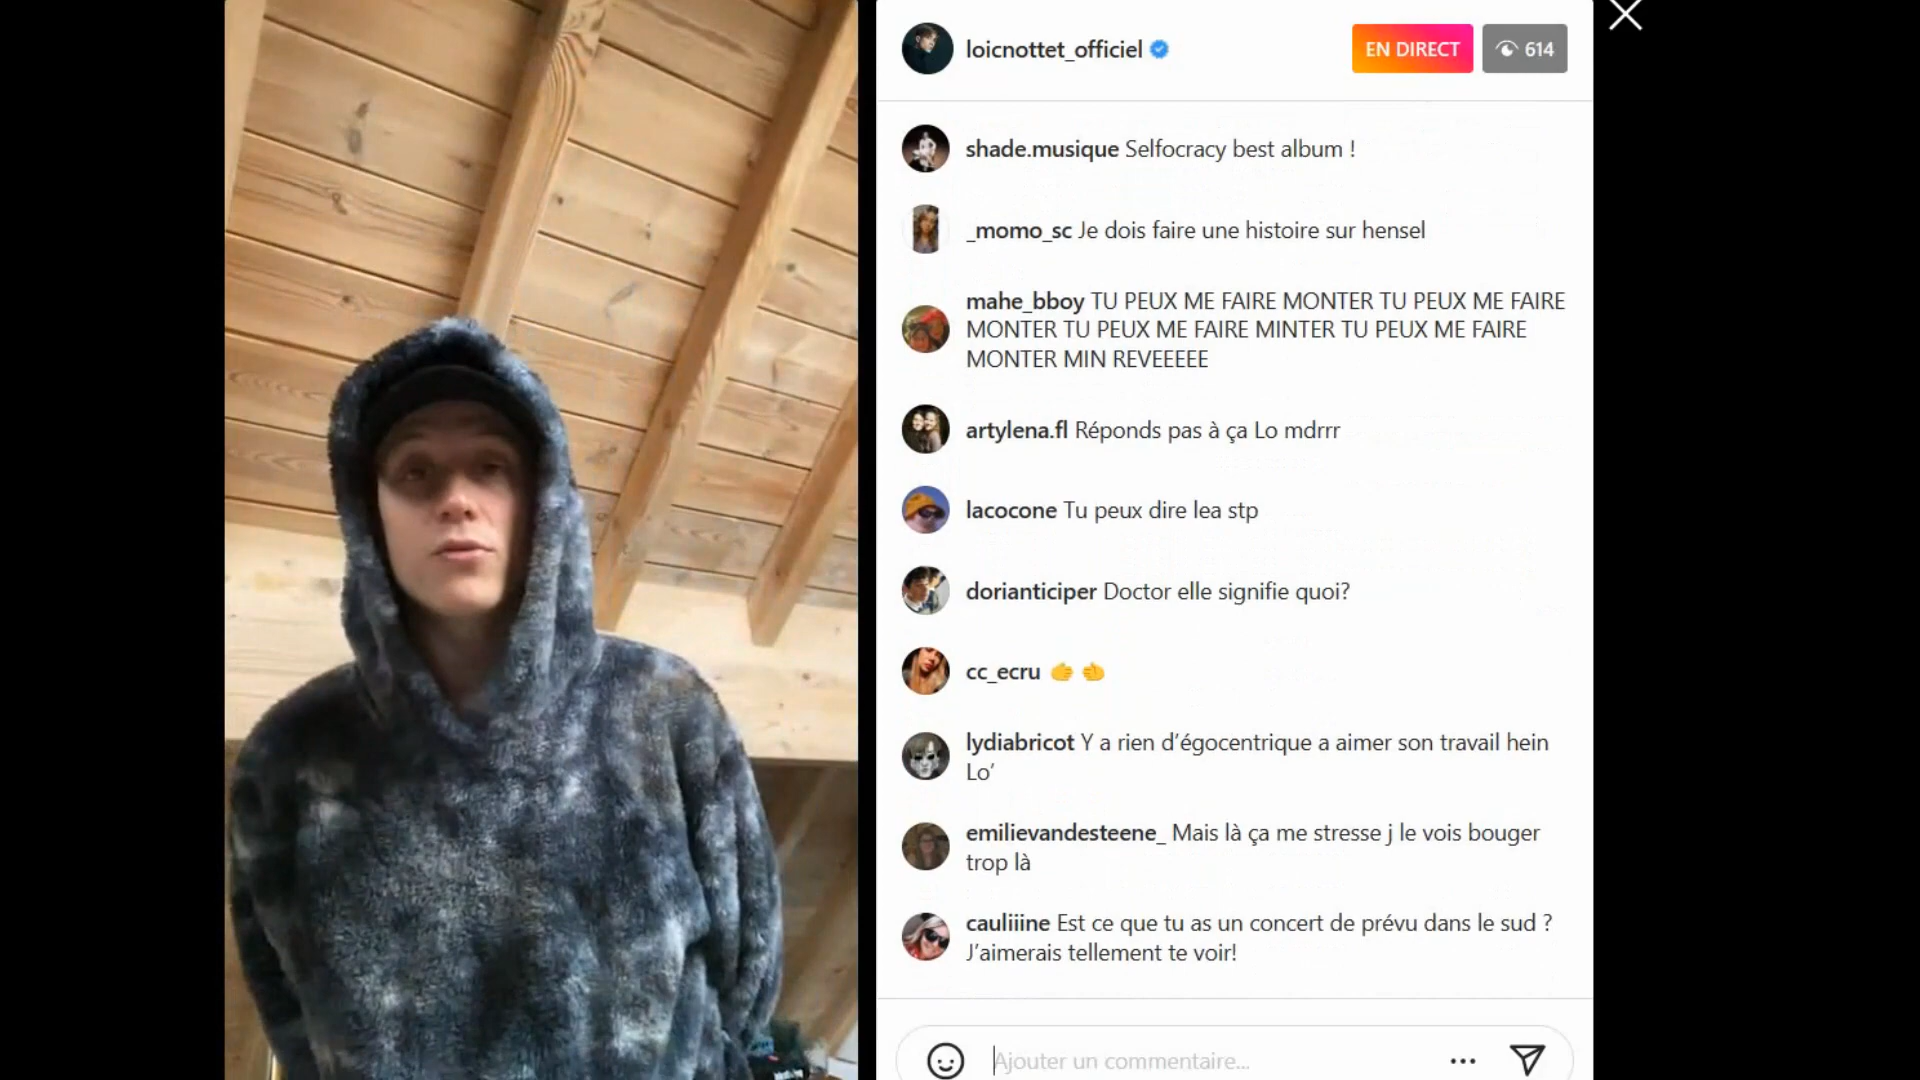 loicnottet_officiel
EN DIRECT
614
shade.musique Selfocracy best album !
_momo_sc Je dois faire une histoire sur hensel
mahe_bboy TU PEUX ME FAIRE MONTER TU PEUX ME FAIRE
MONTER TU PEUX ME FAIRE MINTER TU PEUX ME FAIRE
MONTER MIN REVEEEEE
artylena.fl Réponds pas à ça Lo mdrrr
lacocone Tu peux dire lea stp
dorianticiper Doctor elle signifie quoi?
cc_ecru 🫱 🫲
lydiabricot Y a rien d’égocentrique a aimer son travail hein
Lo’
emilievandesteene_ Mais là ça me stresse j le vois bouger
trop là
cauliiine Est ce que tu as un concert de prévu dans le sud ?
J’aimerais tellement te voir!
Ajouter un commentaire...